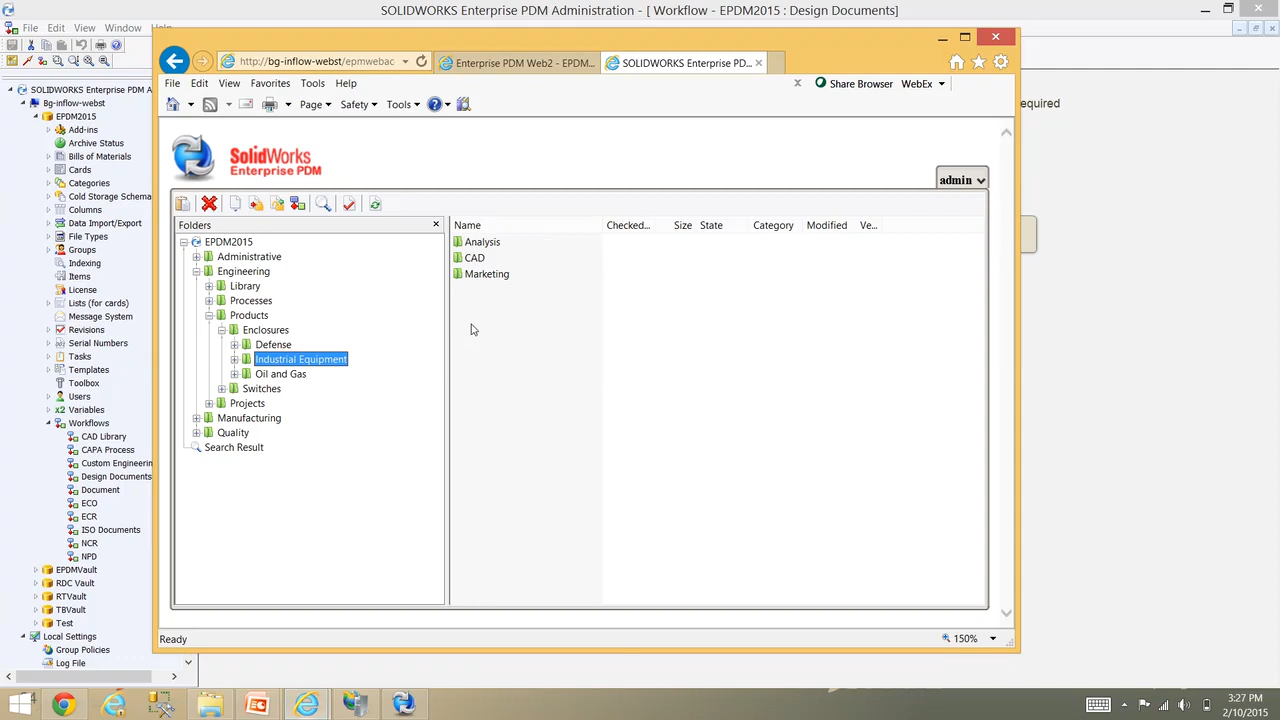 SOLIDWORKS Enterprise PDM Administration - [ Workflow - EPDM2015 : Design Documents]
File Edit View Window Help
http://bg-inflow-webst/epmwebac
Enterprise PDM Web2 - EPDM...
SOLIDWORKS Enterprise PD...
File Edit View Favorites Tools Help
x Share Browser WebEx
Page Safety Tools
SolidWorks
Enterprise PDM
admin
Folders
EPDM2015
Administrative
Engineering
Library
Processes
Products
Enclosures
Defense
Industrial Equipment
Oil and Gas
Switches
Projects
Manufacturing
Quality
Search Result
Name Checked... Size State Category Modified Ve...
Analysis
CAD
Marketing
Ready
150%
SOLIDWORKS Enterprise PDM A
Bg-inflow-webst
EPDM2015
Add-ins
Archive Status
Bills of Materials
Cards
Categories
Cold Storage Schema
Columns
Data Import/Export
File Types
Groups
Indexing
Items
License
Lists (for cards)
Message System
Revisions
Serial Numbers
Tasks
Templates
Toolbox
Users
Variables
Workflows
CAD Library
CAPA Process
Custom Engineerin
Design Documents
Document
ECO
ECR
ISO Documents
NCR
NPD
EPDMVault
RDC Vault
RTVault
TBVault
Test
Local Settings
Group Policies
Log File
equired
3:27 PM
2/10/2015